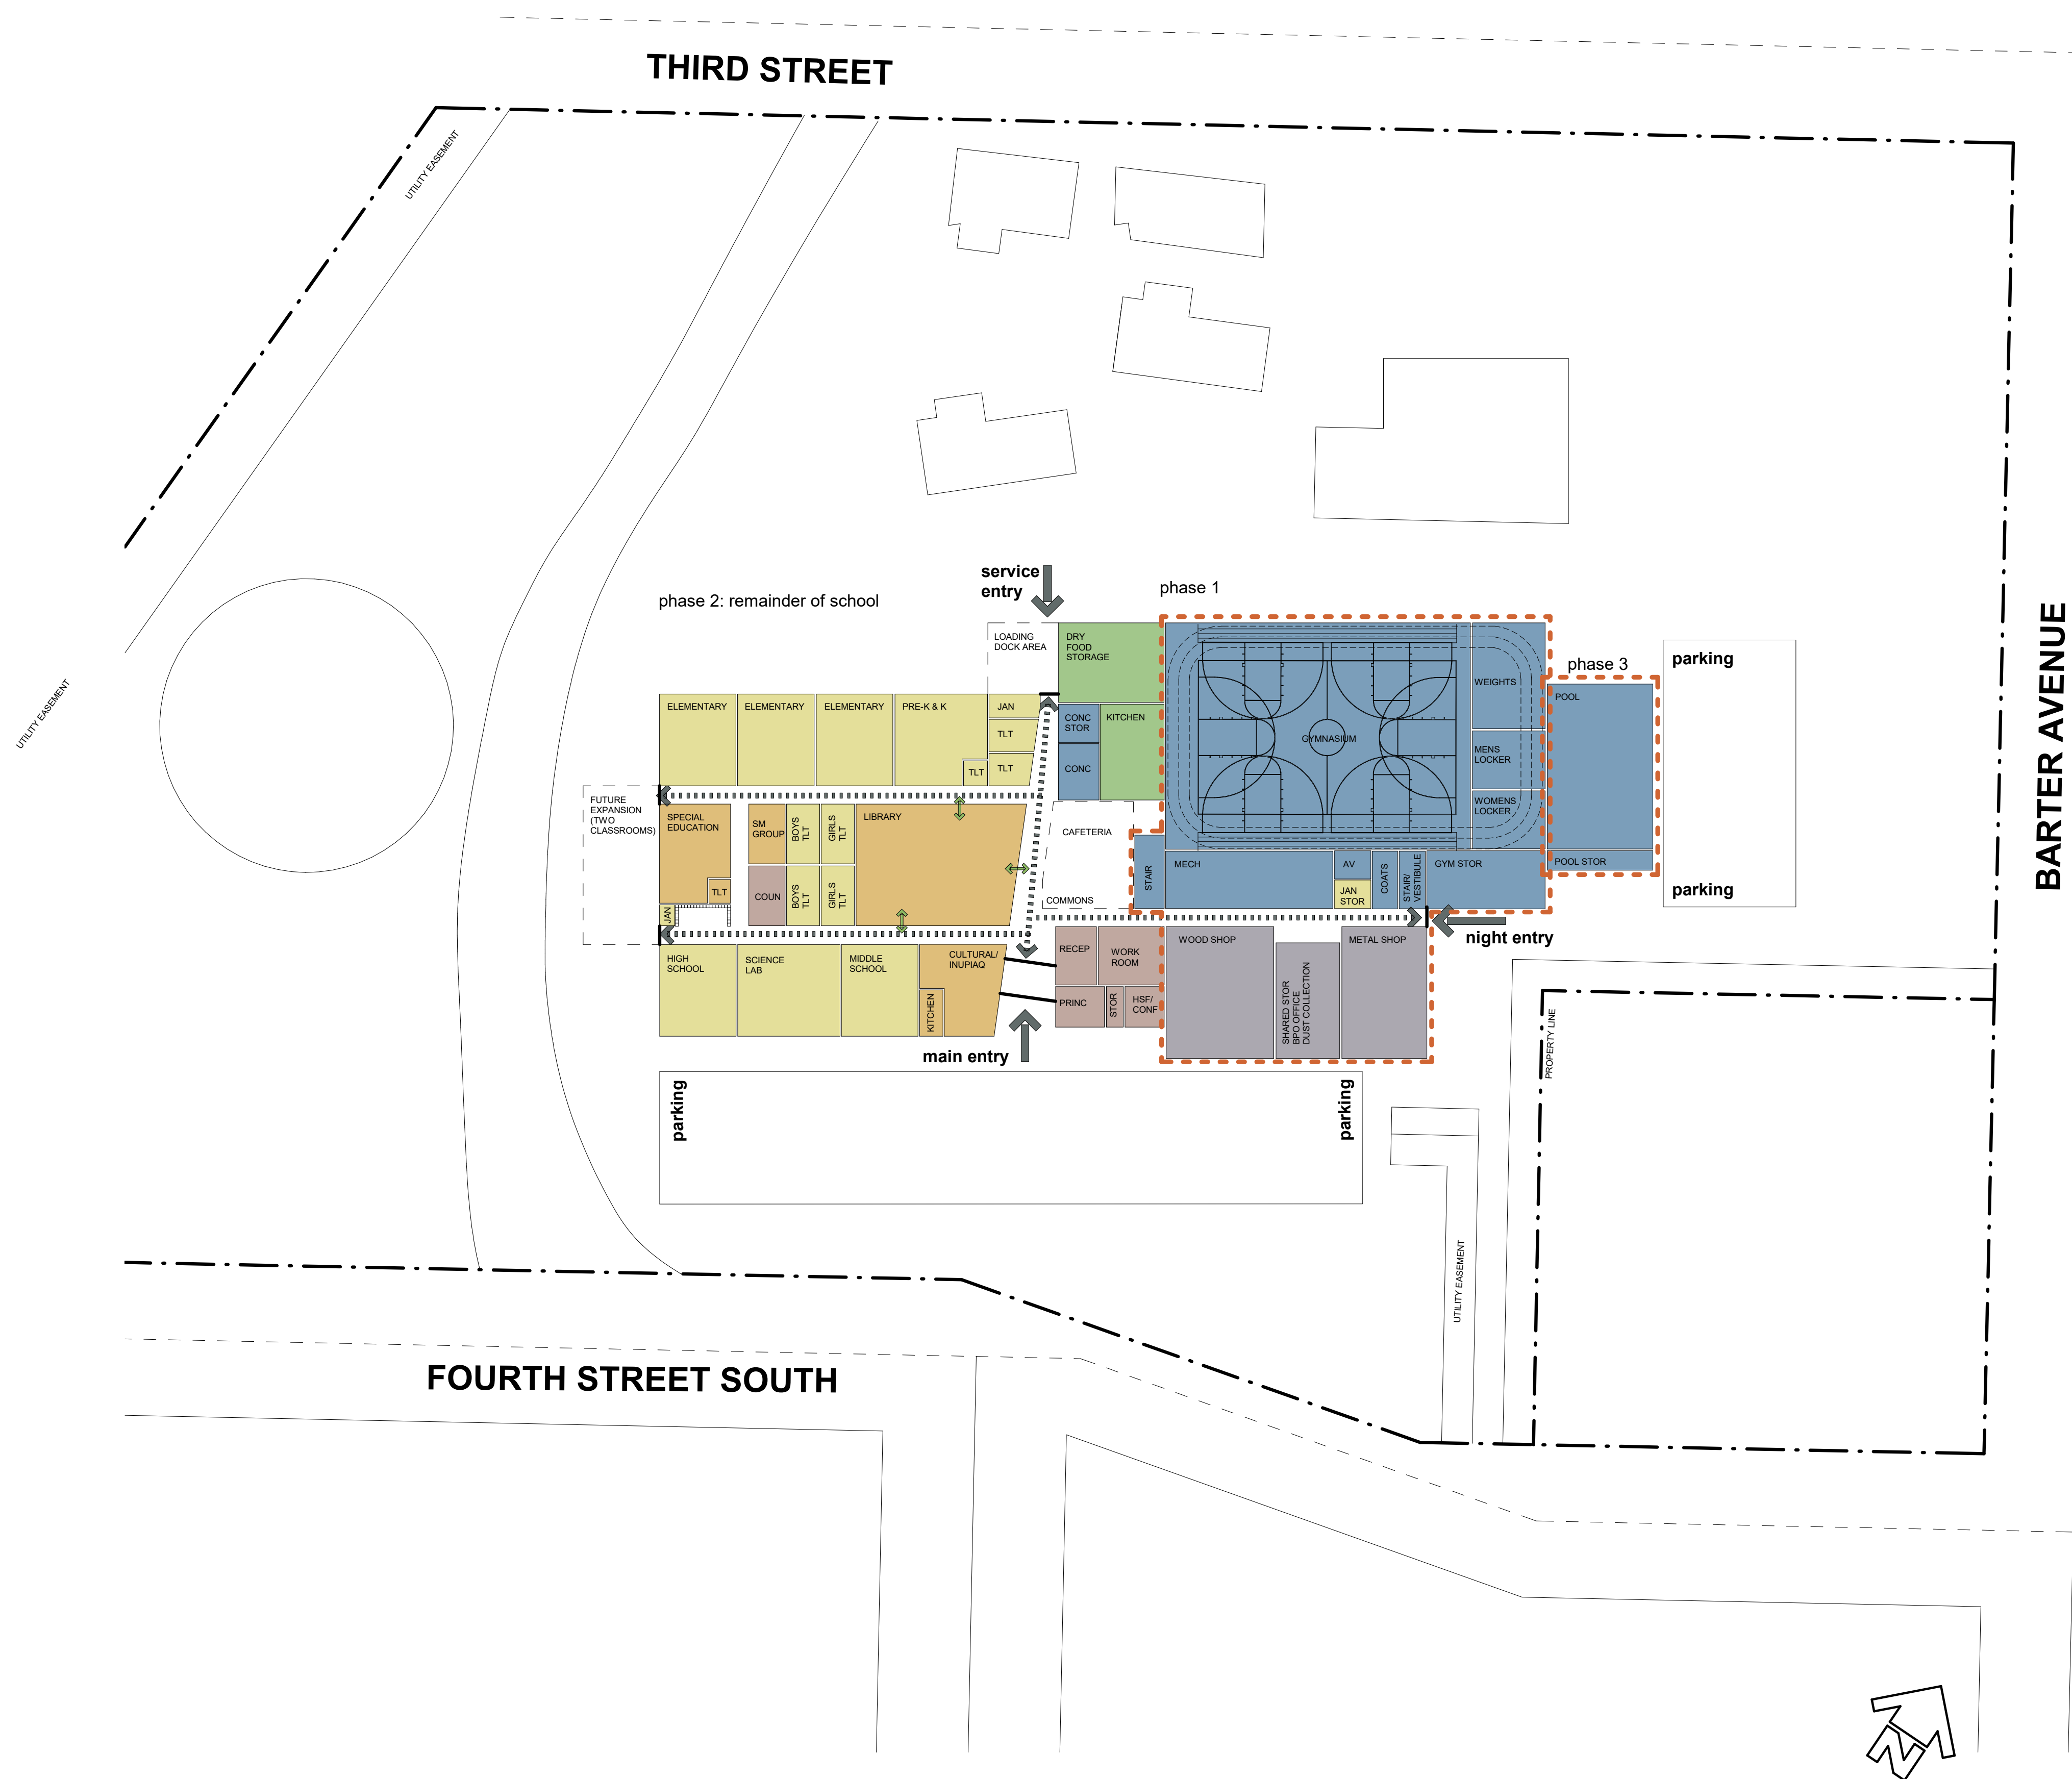 THIRD STREET
UTILITY EASEMENT
UTILITY EASEMENT
BARTER AVENUE
service
entry
phase 1
phase 2: remainder of school
phase 3
parking
parking
LOADING
DOCK AREA
DRY
FOOD
STORAGE
ELEMENTARY
ELEMENTARY
ELEMENTARY
PRE-K & K
JAN
TLT
TLT
TLT
CONC
STOR
KITCHEN
CONC
GYMNASIUM
WEIGHTS
MENS
LOCKER
WOMENS
LOCKER
POOL
POOL STOR
FUTURE
EXPANSION
(TWO
CLASSROOMS)
SPECIAL
EDUCATION
TLT
JAN
SM
GROUP
BOYS
TLT
GIRLS
TLT
COUN
BOYS
TLT
GIRLS
TLT
LIBRARY
CAFETERIA
COMMONS
STAIR
MECH
AV
JAN
STOR
COATS
STAIR/
VESTIBULE
GYM STOR
night entry
HIGH
SCHOOL
SCIENCE
LAB
MIDDLE
SCHOOL
CULTURAL/
INUPIAQ
KITCHEN
RECEP
WORK
ROOM
PRINC
STOR
HSF/
CONF
WOOD SHOP
SHARED STOR
BPO OFFICE
DUST COLLECTION
METAL SHOP
main entry
parking
parking
PROPERTY LINE
UTILITY EASEMENT
FOURTH STREET SOUTH
N